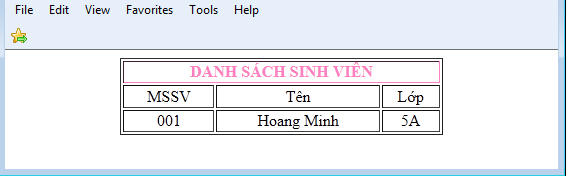 File Edit View Favorites Tools Help
DANH SÁCH SINH VIÊN
MSSV Tên Lớp
001 Hoang Minh 5A